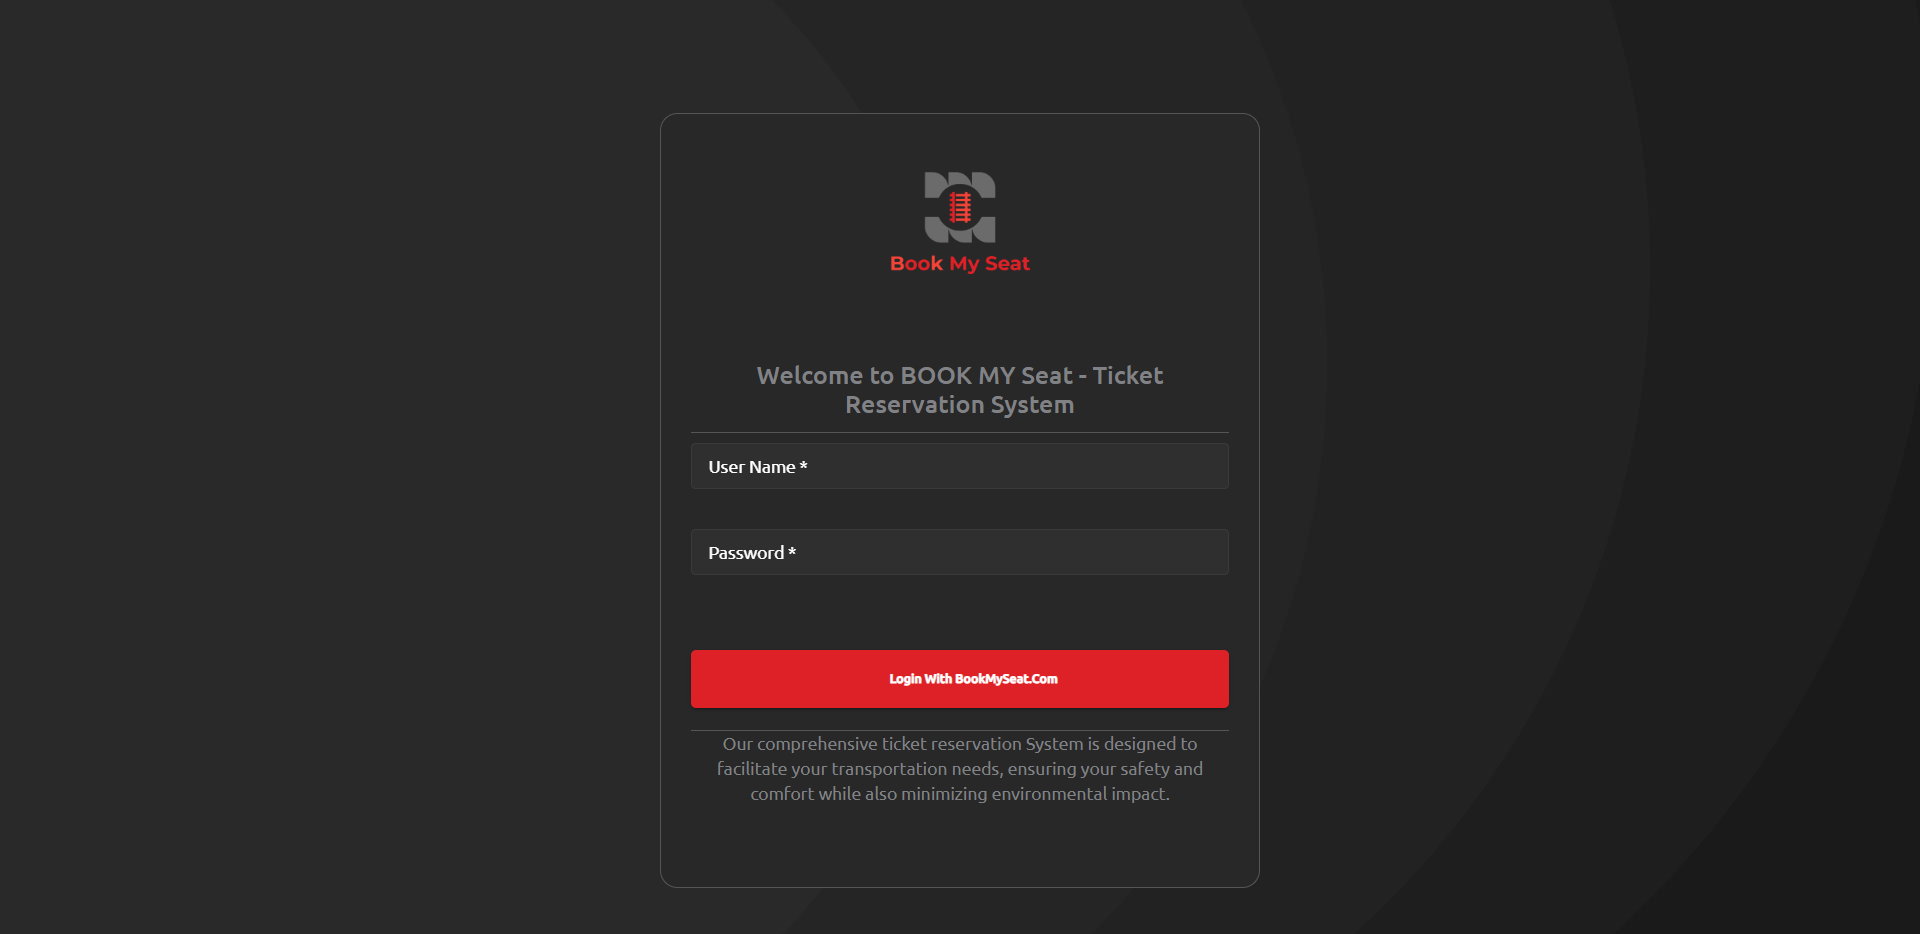 Book My Seat
Welcome to BOOK MY Seat - Ticket
Reservation System
User Name *
Password *
Login With BookMySeat.Com
Our comprehensive ticket reservation System is designed to
facilitate your transportation needs, ensuring your safety and
comfort while also minimizing environmental impact.